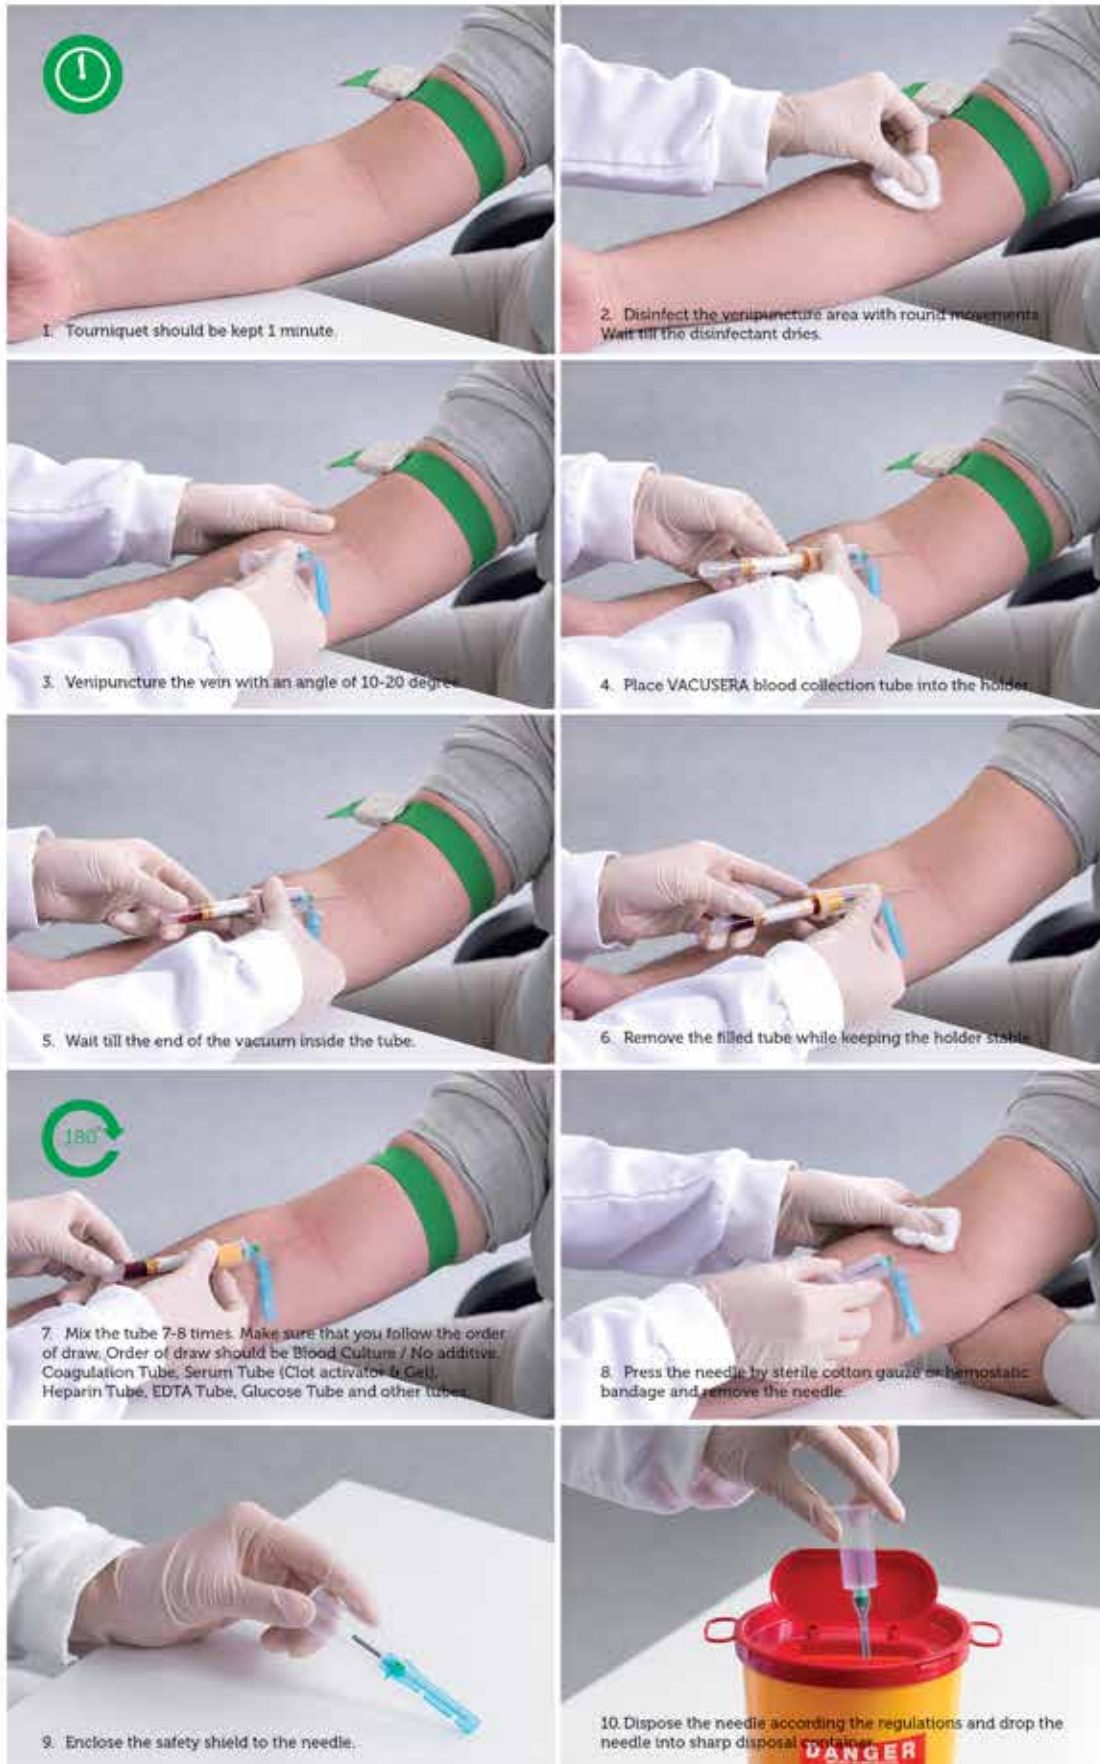 1. Tourniquet should be kept 1 minute.
2. Disinfect the venipuncture area with round movements
Wait till the disinfectant dries.
3. Venipuncture the vein with an angle of 10-20 degree.
4. Place VACUSERA blood collection tube into the holder.
5. Wait till the end of the vacuum inside the tube.
6. Remove the filled tube while keeping the holder stable.
180°
7. Mix the tube 7-8 times. Make sure that you follow the order
of draw. Order of draw should be Blood Culture / No additive,
Coagulation Tube, Serum Tube (Clot activator & Gel),
Heparin Tube, EDTA Tube, Glucose Tube and other tubes.
8. Press the needle by sterile cotton gauze or hemostatic
bandage and remove the needle.
9. Enclose the safety shield to the needle.
10. Dispose the needle according the regulations and drop the
needle into sharp disposal container.
DANGER